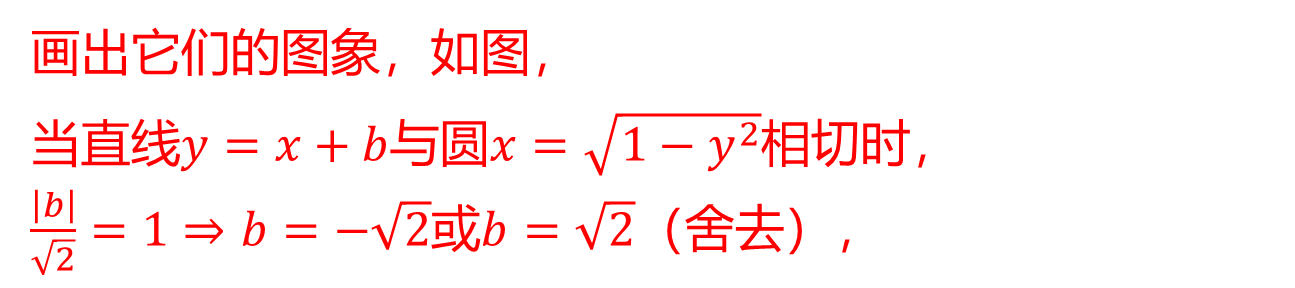 画出它们的图象，如图，
当直线y = x + b与圆x = √(1 − y²)相切时，
|b|/√2 = 1 ⇒ b = −√2或b = √2（舍去），